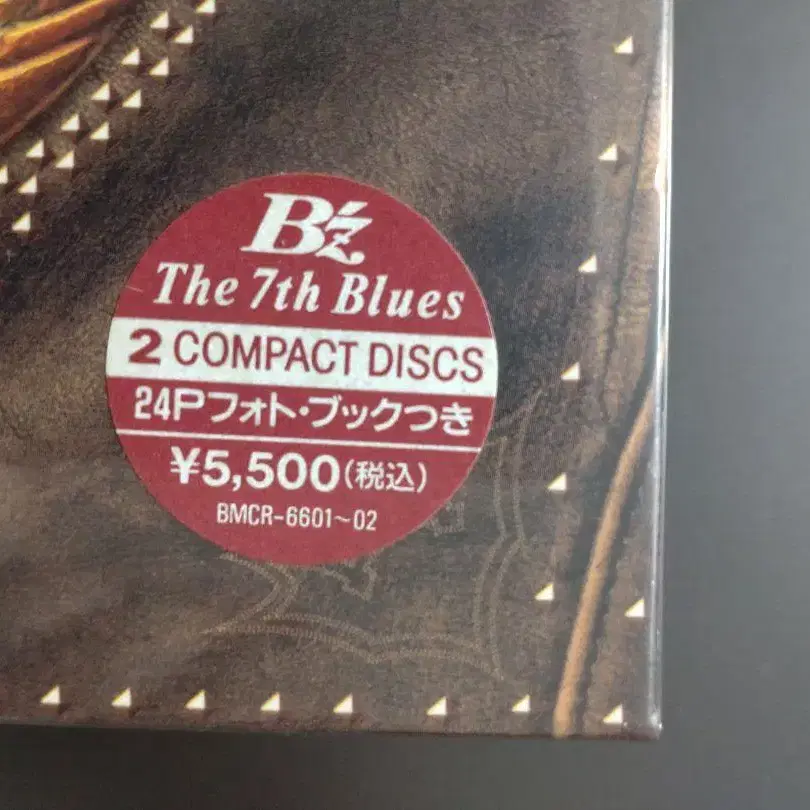 B'z
The 7th Blues
2 COMPACT DISCS
24Pフォト・ブックつき
¥5,500(税込)
BMCR-6601~02